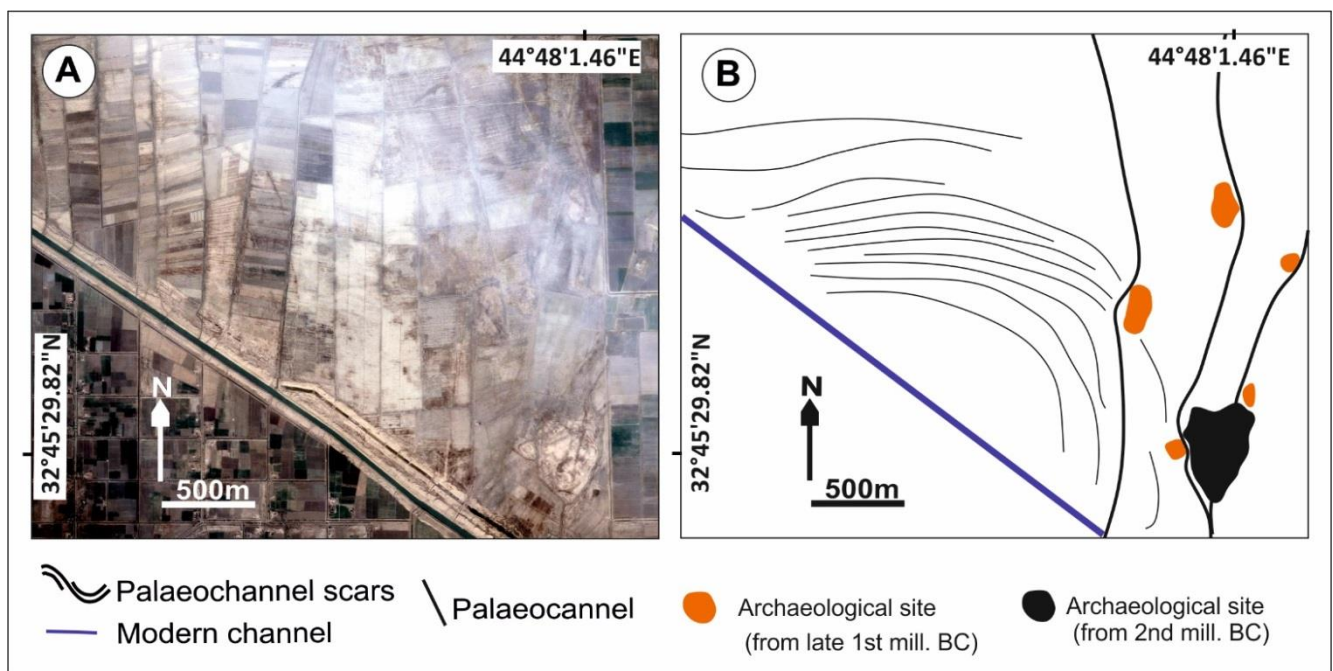 A
44°48'1.46"E
32°45'29.82"N
N
500m
B
44°48'1.46"E
32°45'29.82"N
N
500m
Palaeochannel scars
Modern channel
Palaeocannel
Archaeological site
(from late 1st mill. BC)
Archaeological site
(from 2nd mill. BC)